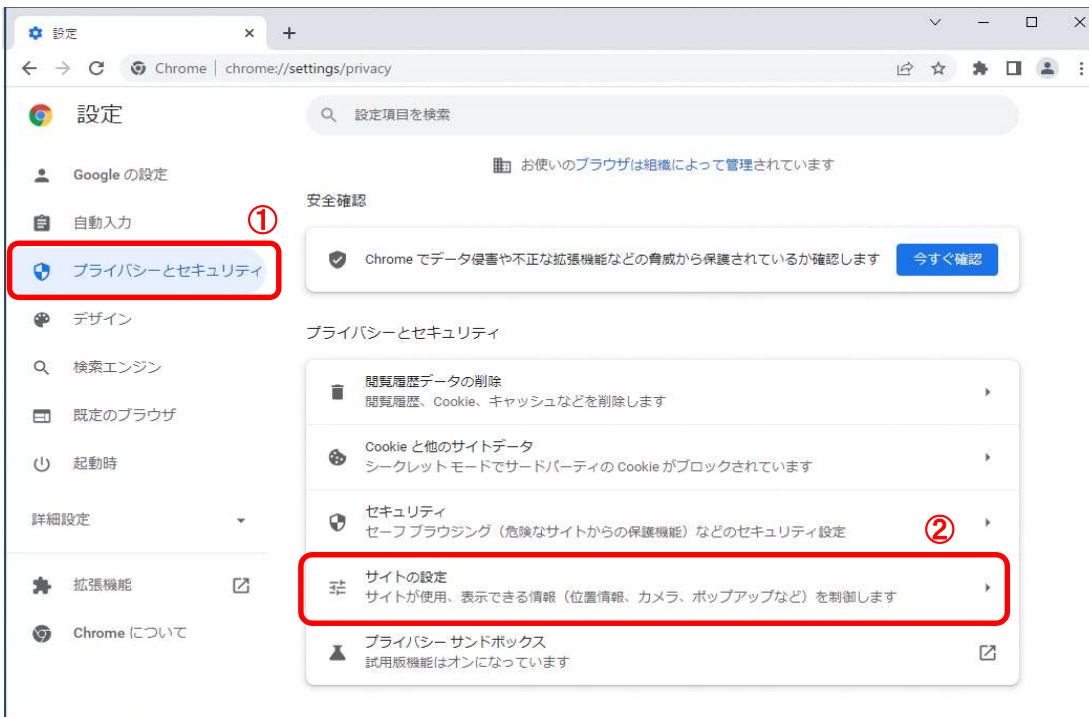 設定
Chrome | chrome://settings/privacy
設定
設定項目を検索
お使いのブラウザは組織によって管理されています
Google の設定
自動入力
①
プライバシーとセキュリティ
デザイン
検索エンジン
既定のブラウザ
起動時
詳細設定
拡張機能
Chrome について
安全確認
Chrome でデータ侵害や不正な拡張機能などの脅威から保護されているか確認します
今すぐ確認
プライバシーとセキュリティ
閲覧履歴データの削除
閲覧履歴、Cookie、キャッシュなどを削除します
Cookie と他のサイトデータ
シークレット モードでサードパーティの Cookie がブロックされています
セキュリティ
セーフ ブラウジング（危険なサイトからの保護機能）などのセキュリティ設定
②
サイトの設定
サイトが使用、表示できる情報（位置情報、カメラ、ポップアップなど）を制御します
プライバシー サンドボックス
試用版機能はオンになっています